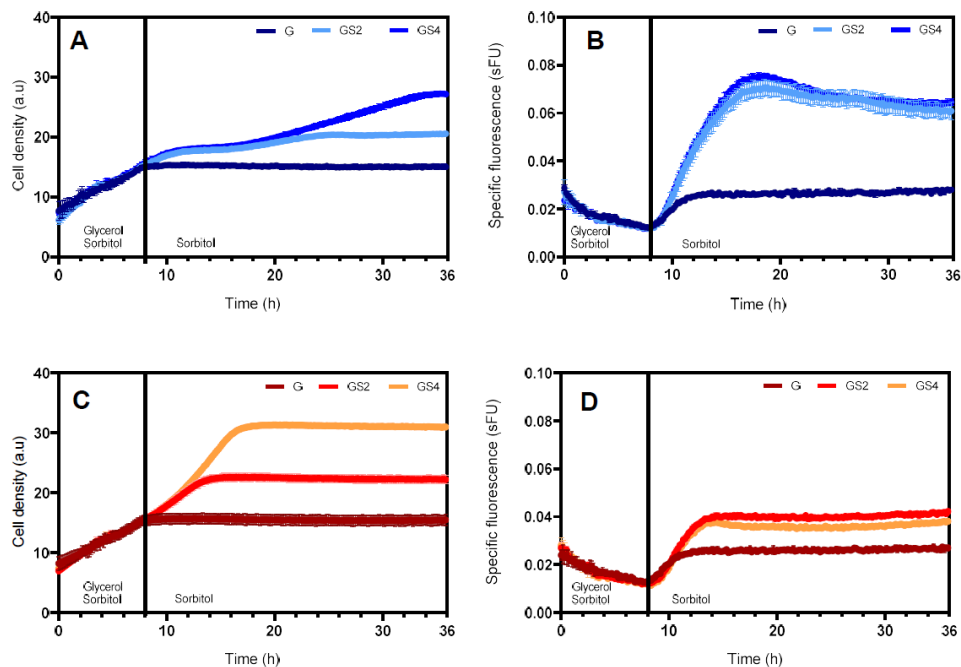 A
G GS2 GS4
Cell density (a.u)
40
30
20
10
0
Glycerol
Sorbitol
Sorbitol
0 10 20 30 36
Time (h)
B
G GS2 GS4
Specific fluorescence (sFU)
0.10
0.08
0.06
0.04
0.02
0.00
Glycerol
Sorbitol
Sorbitol
0 10 20 30 36
Time (h)
C
G GS2 GS4
Cell density (a.u)
40
30
20
10
0
Glycerol
Sorbitol
Sorbitol
0 10 20 30 36
Time (h)
D
G GS2 GS4
Specific fluorescence (sFU)
0.10
0.08
0.06
0.04
0.02
0.00
Glycerol
Sorbitol
Sorbitol
0 10 20 30 36
Time (h)